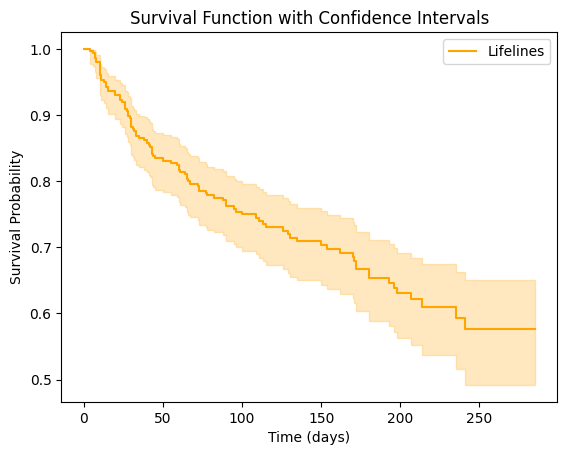 Survival Function with Confidence Intervals
Lifelines
Survival Probability
1.0
0.9
0.8
0.7
0.6
0.5
0 50 100 150 200 250
Time (days)